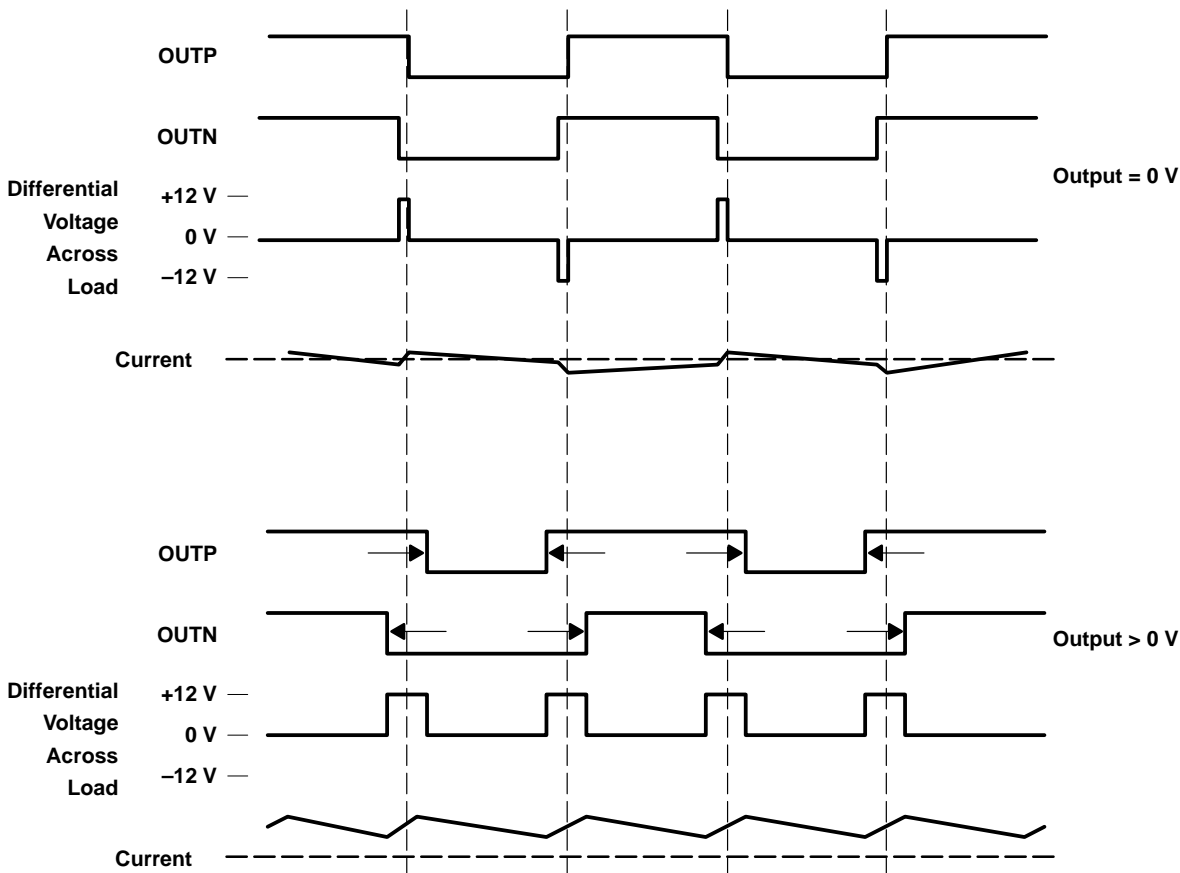 OUTP
OUTN
Output = 0 V
Differential
Voltage
Across
Load
+12 V
0 V
–12 V
Current
OUTP
OUTN
Output > 0 V
Differential
Voltage
Across
Load
+12 V
0 V
–12 V
Current